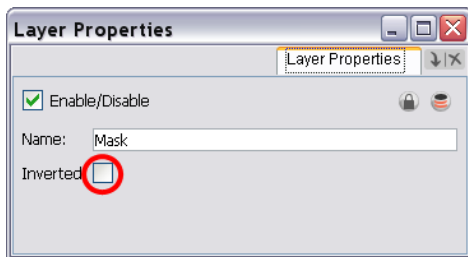 Layer Properties
Layer Properties
Enable/Disable
Name: Mask
Inverted